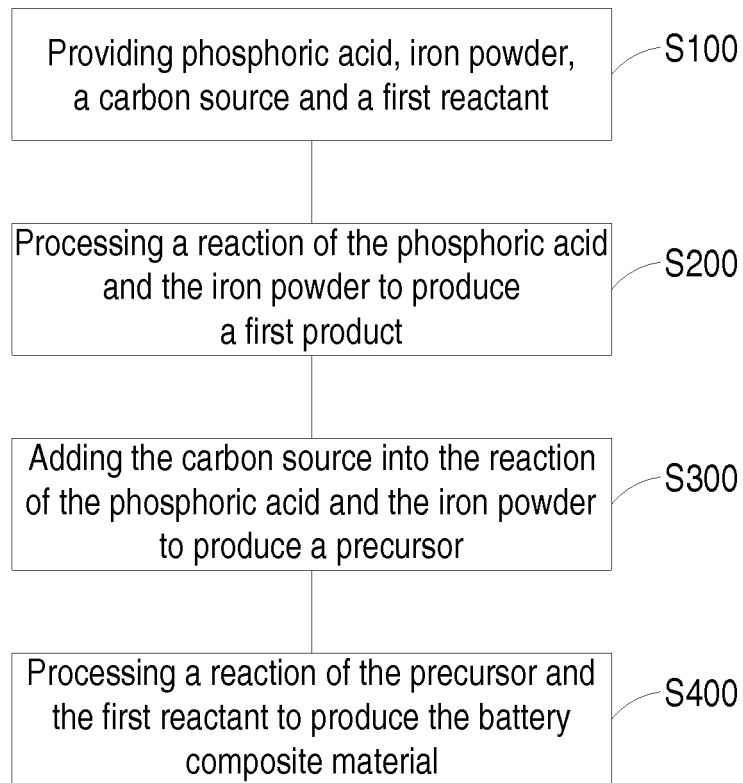 Providing phosphoric acid, iron powder,
a carbon source and a first reactant
S100
Processing a reaction of the phosphoric acid
and the iron powder to produce
a first product
S200
Adding the carbon source into the reaction
of the phosphoric acid and the iron powder
to produce a precursor
S300
Processing a reaction of the precursor and
the first reactant to produce the battery
composite material
S400